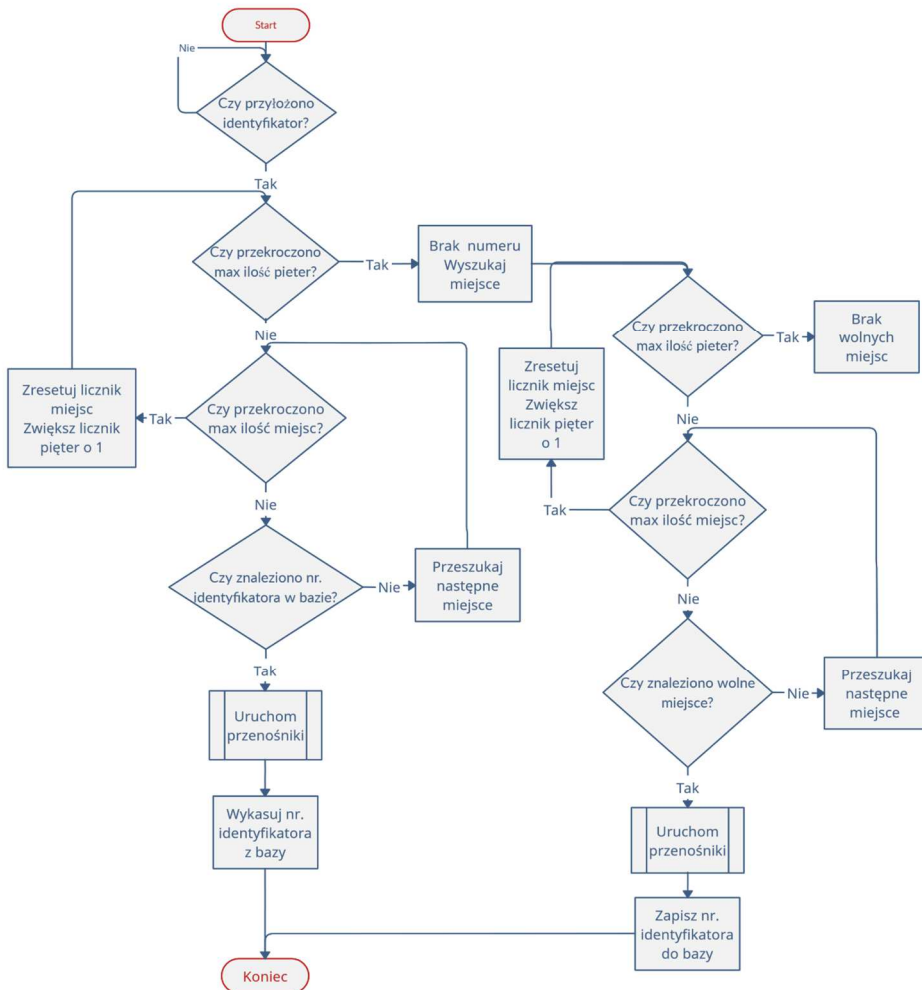 Start
Nie
Czy przyłożono
identyfikator?
Tak
Czy przekroczono
max ilość pieter?
Tak
Brak numeru
Wyszukaj
miejsce
Nie
Czy przekroczono
max ilość pieter?
Tak
Brak
wolnych
miejsc
Zresetuj licznik
miejsc
Zwiększ licznik
pięter o 1
Tak
Czy przekroczono
max ilość miejsc?
Zresetuj
licznik miejsc
Zwiększ
licznik pięter
o 1
Nie
Nie
Tak
Czy przekroczono
max ilość miejsc?
Czy znaleziono nr.
identyfikatora w bazie?
Nie
Przeszukaj
następne
miejsce
Nie
Tak
Czy znaleziono wolne
miejsce?
Nie
Przeszukaj
następne
miejsce
Uruchom
przenośniki
Tak
Wykasuj nr.
identyfikatora
z bazy
Uruchom
przenośniki
Zapisz nr.
identyfikatora
do bazy
Koniec